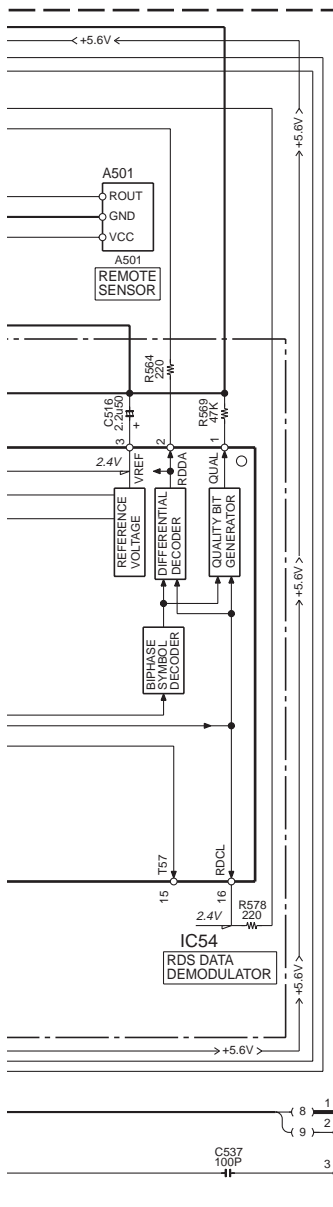 +5.6V
+5.6V
A501
ROUT
GND
VCC
A501
REMOTE
SENSOR
R564
220
C516
2.2u50
+
R569
47K
3
2
1
2.4V
VREF
RDDA
QUAL
REFERENCE
VOLTAGE
DIFFERENTIAL
DECODER
QUALITY BIT
GENERATOR
+5.6V
BIPHASE
SYMBOL
DECODER
T57
RDCL
15
16
R578
220
2.4V
IC54
RDS DATA
DEMODULATOR
+5.6V
+5.6V
8
1
9
2
C537
100P
3